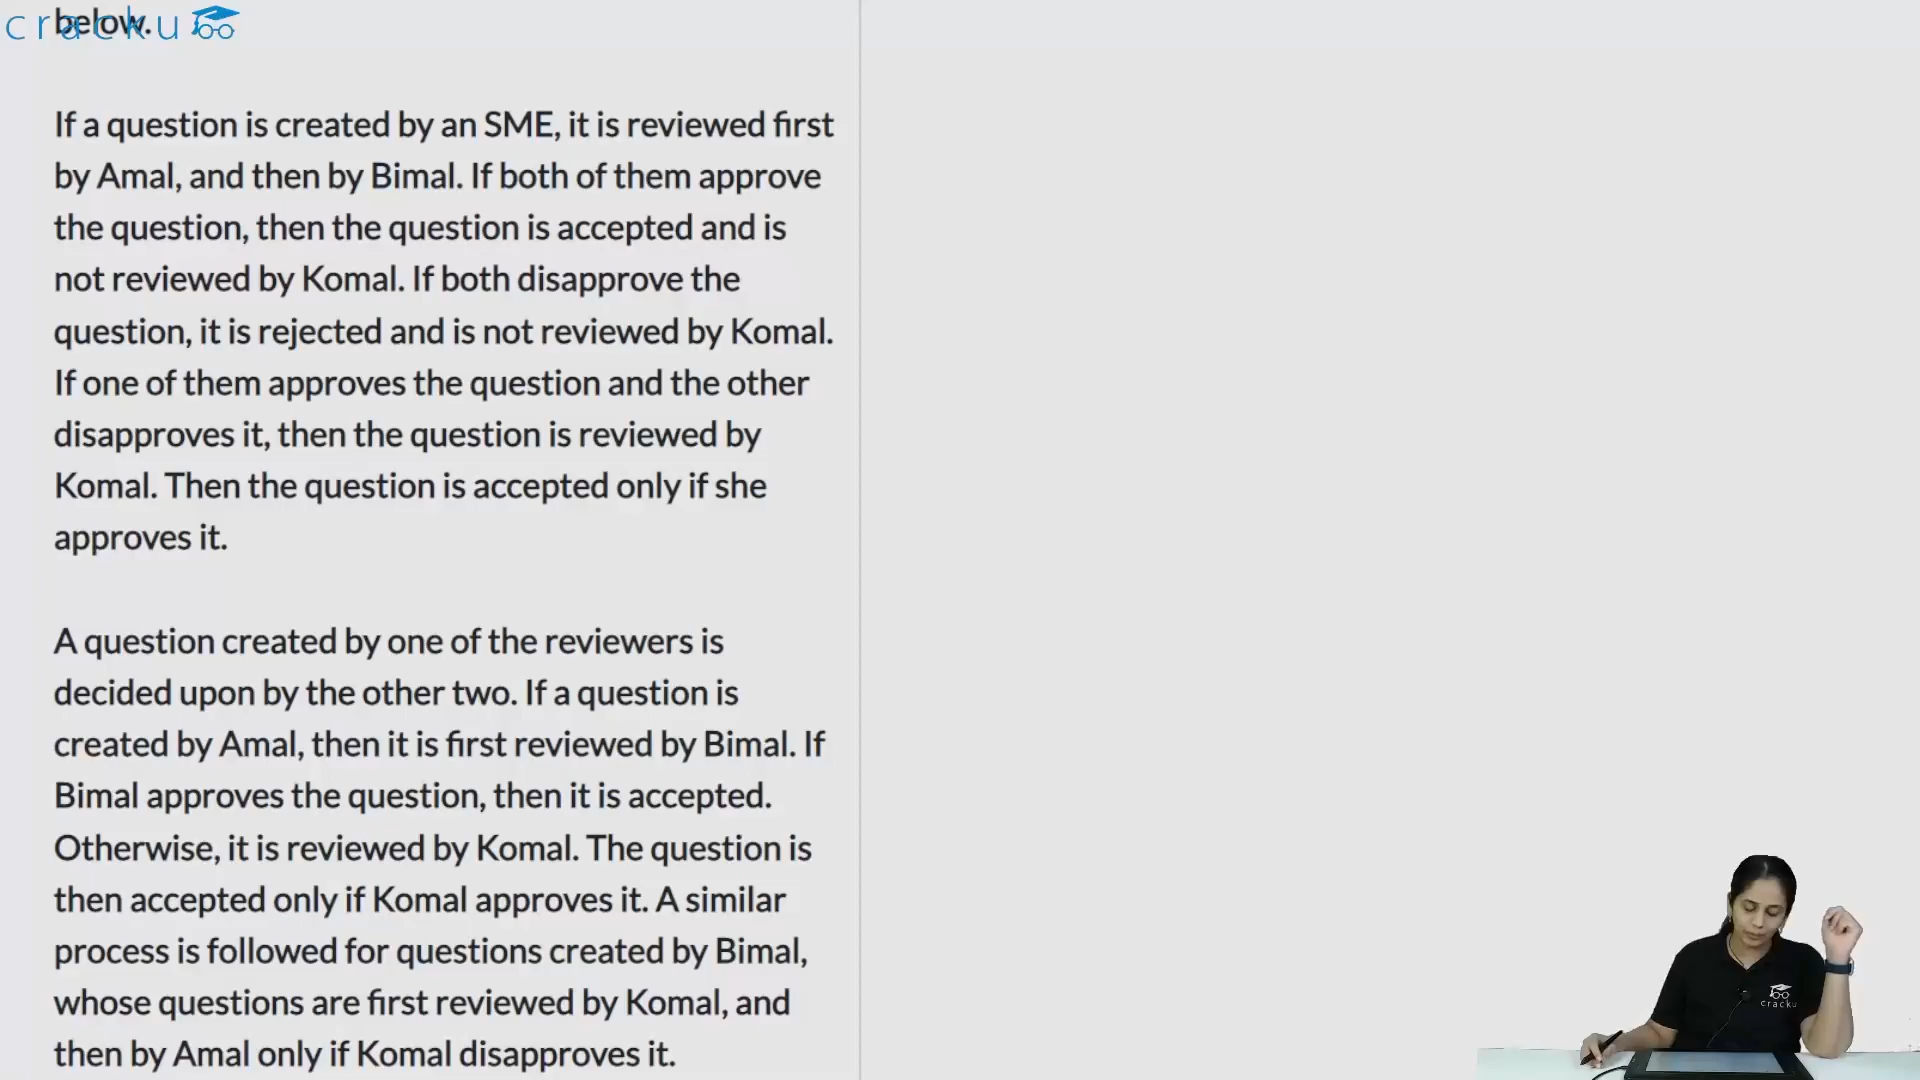 cracku
below.
If a question is created by an SME, it is reviewed first
by Amal, and then by Bimal. If both of them approve
the question, then the question is accepted and is
not reviewed by Komal. If both disapprove the
question, it is rejected and is not reviewed by Komal.
If one of them approves the question and the other
disapproves it, then the question is reviewed by
Komal. Then the question is accepted only if she
approves it.
A question created by one of the reviewers is
decided upon by the other two. If a question is
created by Amal, then it is first reviewed by Bimal. If
Bimal approves the question, then it is accepted.
Otherwise, it is reviewed by Komal. The question is
then accepted only if Komal approves it. A similar
process is followed for questions created by Bimal,
whose questions are first reviewed by Komal, and
then by Amal only if Komal disapproves it.
cracku